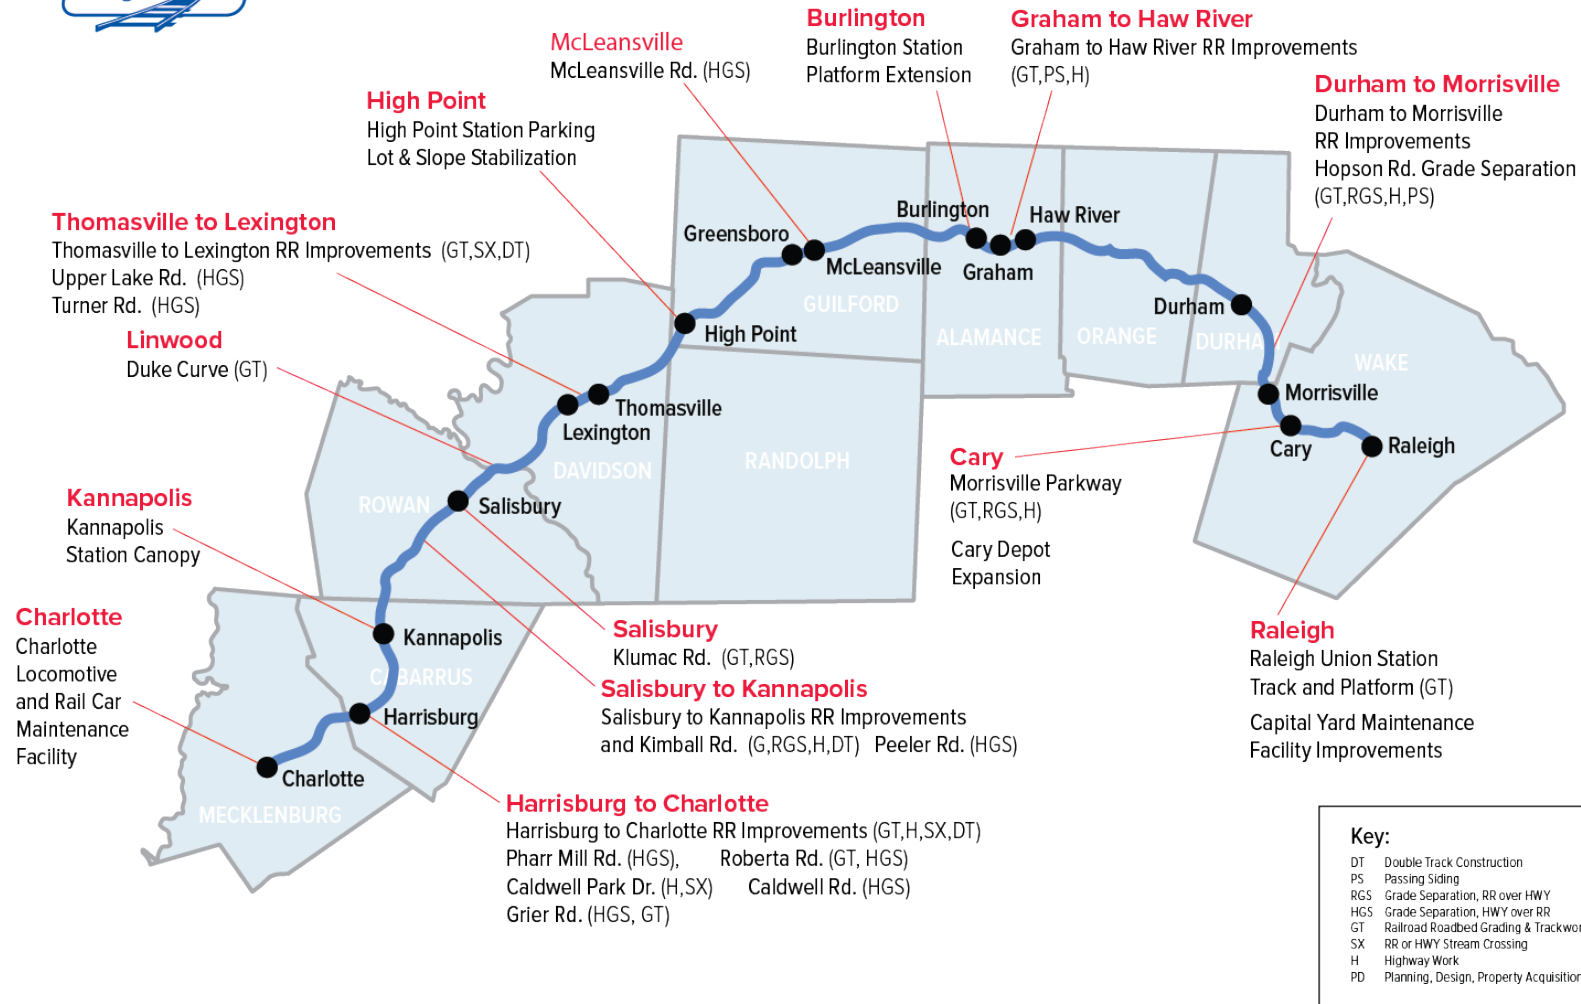 McLeansville
McLeansville Rd. (HGS)
Burlington
Burlington Station
Platform Extension
Graham to Haw River
Graham to Haw River RR Improvements
(GT,PS,H)
Durham to Morrisville
Durham to Morrisville
RR Improvements
Hopson Rd. Grade Separation
(GT,RGS,H,PS)
High Point
High Point Station Parking
Lot & Slope Stabilization
Thomasville to Lexington
Thomasville to Lexington RR Improvements (GT,SX,DT)
Upper Lake Rd. (HGS)
Turner Rd. (HGS)
Linwood
Duke Curve (GT)
Kannapolis
Kannapolis
Station Canopy
Charlotte
Charlotte
Locomotive
and Rail Car
Maintenance
Facility
Greensboro
McLeansville
Burlington
Graham
Haw River
Durham
High Point
Thomasville
Lexington
Salisbury
Kannapolis
Harrisburg
Charlotte
Morrisville
Cary
Raleigh
GUILFORD
ALAMANCE
ORANGE
DURHAM
WAKE
RANDOLPH
DAVIDSON
ROWAN
CABARRUS
MECKLENBURG
Cary
Morrisville Parkway
(GT,RGS,H)
Cary Depot
Expansion
Salisbury
Klumac Rd. (GT,RGS)
Salisbury to Kannapolis
Salisbury to Kannapolis RR Improvements
and Kimball Rd. (G,RGS,H,DT) Peeler Rd. (HGS)
Raleigh
Raleigh Union Station
Track and Platform (GT)
Capital Yard Maintenance
Facility Improvements
Harrisburg to Charlotte
Harrisburg to Charlotte RR Improvements (GT,H,SX,DT)
Pharr Mill Rd. (HGS), Roberta Rd. (GT, HGS)
Caldwell Park Dr. (H,SX) Caldwell Rd. (HGS)
Grier Rd. (HGS, GT)
Key:
DT Double Track Construction
PS Passing Siding
RGS Grade Separation, RR over HWY
HGS Grade Separation, HWY over RR
GT Railroad Roadbed Grading & Trackwor
SX RR or HWY Stream Crossing
H Highway Work
PD Planning, Design, Property Acquisition